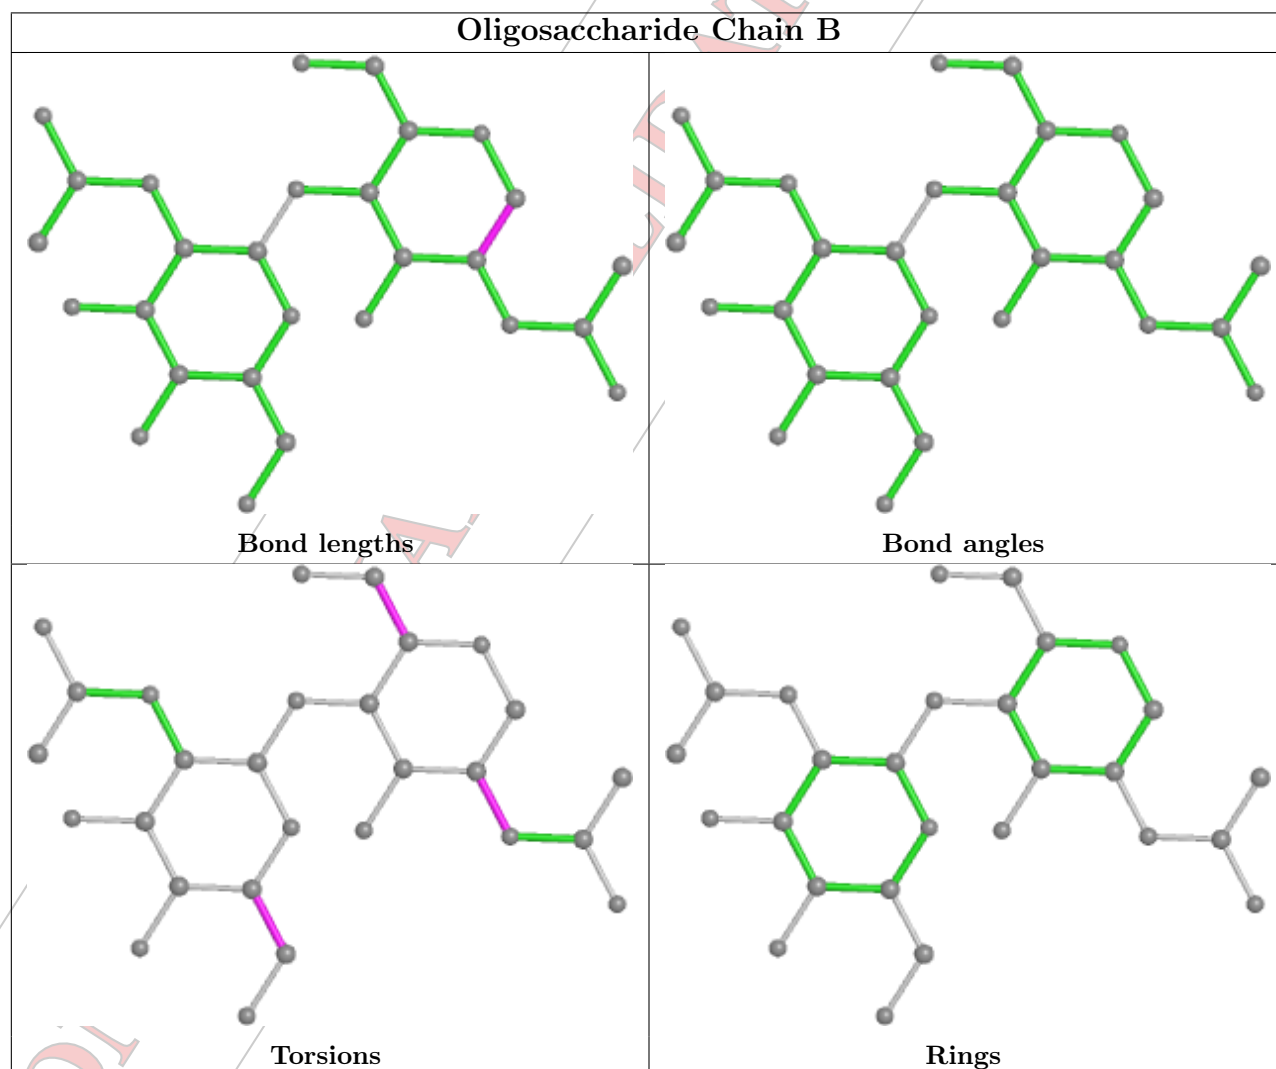 Oligosaccharide Chain B
Bond lengths
Bond angles
Torsions
Rings